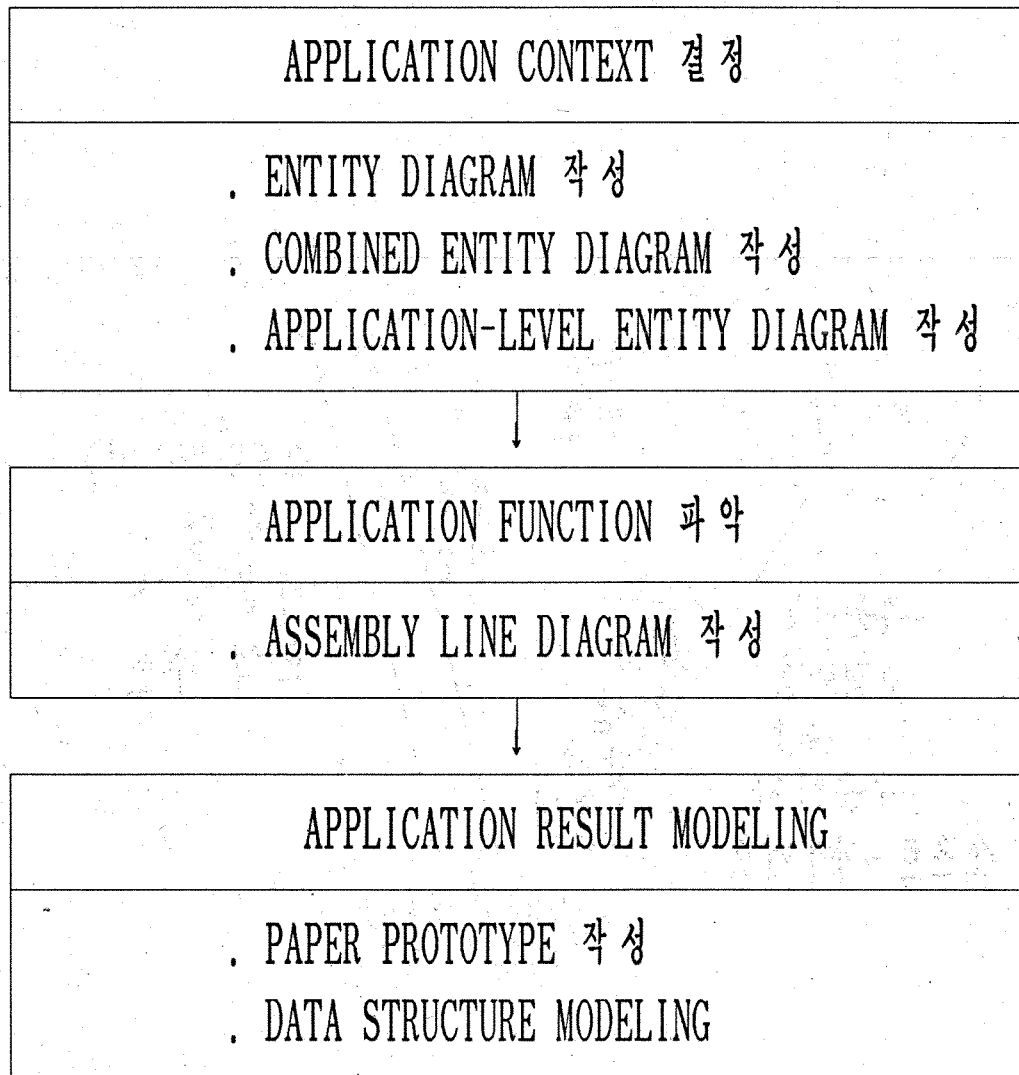 APPLICATION CONTEXT 결정
. ENTITY DIAGRAM 작성
. COMBINED ENTITY DIAGRAM 작성
. APPLICATION-LEVEL ENTITY DIAGRAM 작성
APPLICATION FUNCTION 파악
. ASSEMBLY LINE DIAGRAM 작성
APPLICATION RESULT MODELING
. PAPER PROTOTYPE 작성
. DATA STRUCTURE MODELING